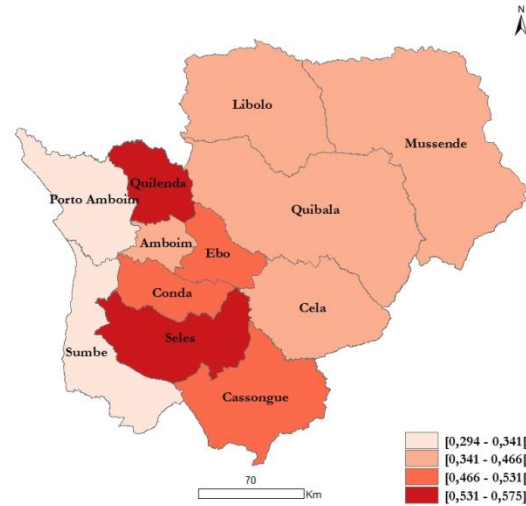 N
Libolo
Mussende
Quilenda
Porto Amboim
Quibala
Amboim
Ebo
Conda
Cela
Seles
Sumbe
Cassongue
[0,294 - 0,341[
[0,341 - 0,466[
[0,466 - 0,531[
[0,531 - 0,575]
70
Km